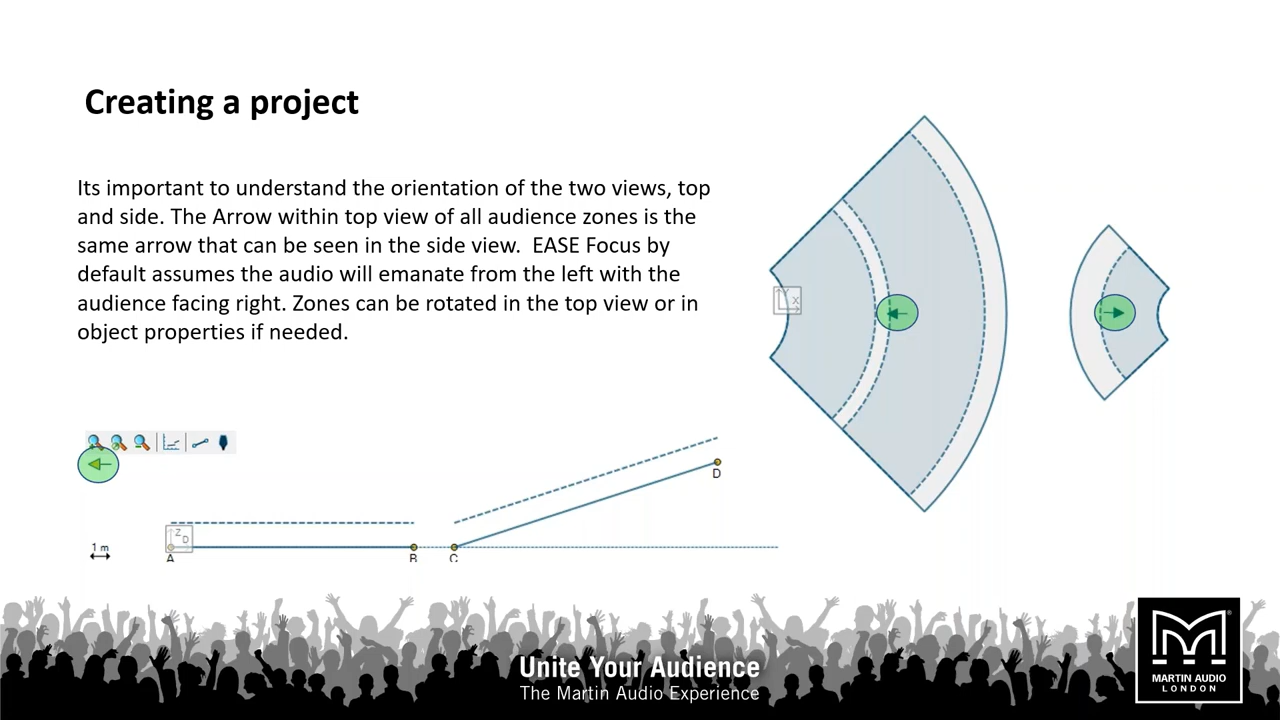 Creating a project
Its important to understand the orientation of the two views, top
and side. The Arrow within top view of all audience zones is the
same arrow that can be seen in the side view.  EASE Focus by
default assumes the audio will emanate from the left with the
audience facing right. Zones can be rotated in the top view or in
object properties if needed.
Y
X
D
Z
D
1 m
A
B
C
Unite Your Audience
The Martin Audio Experience
MARTIN AUDIO
LONDON